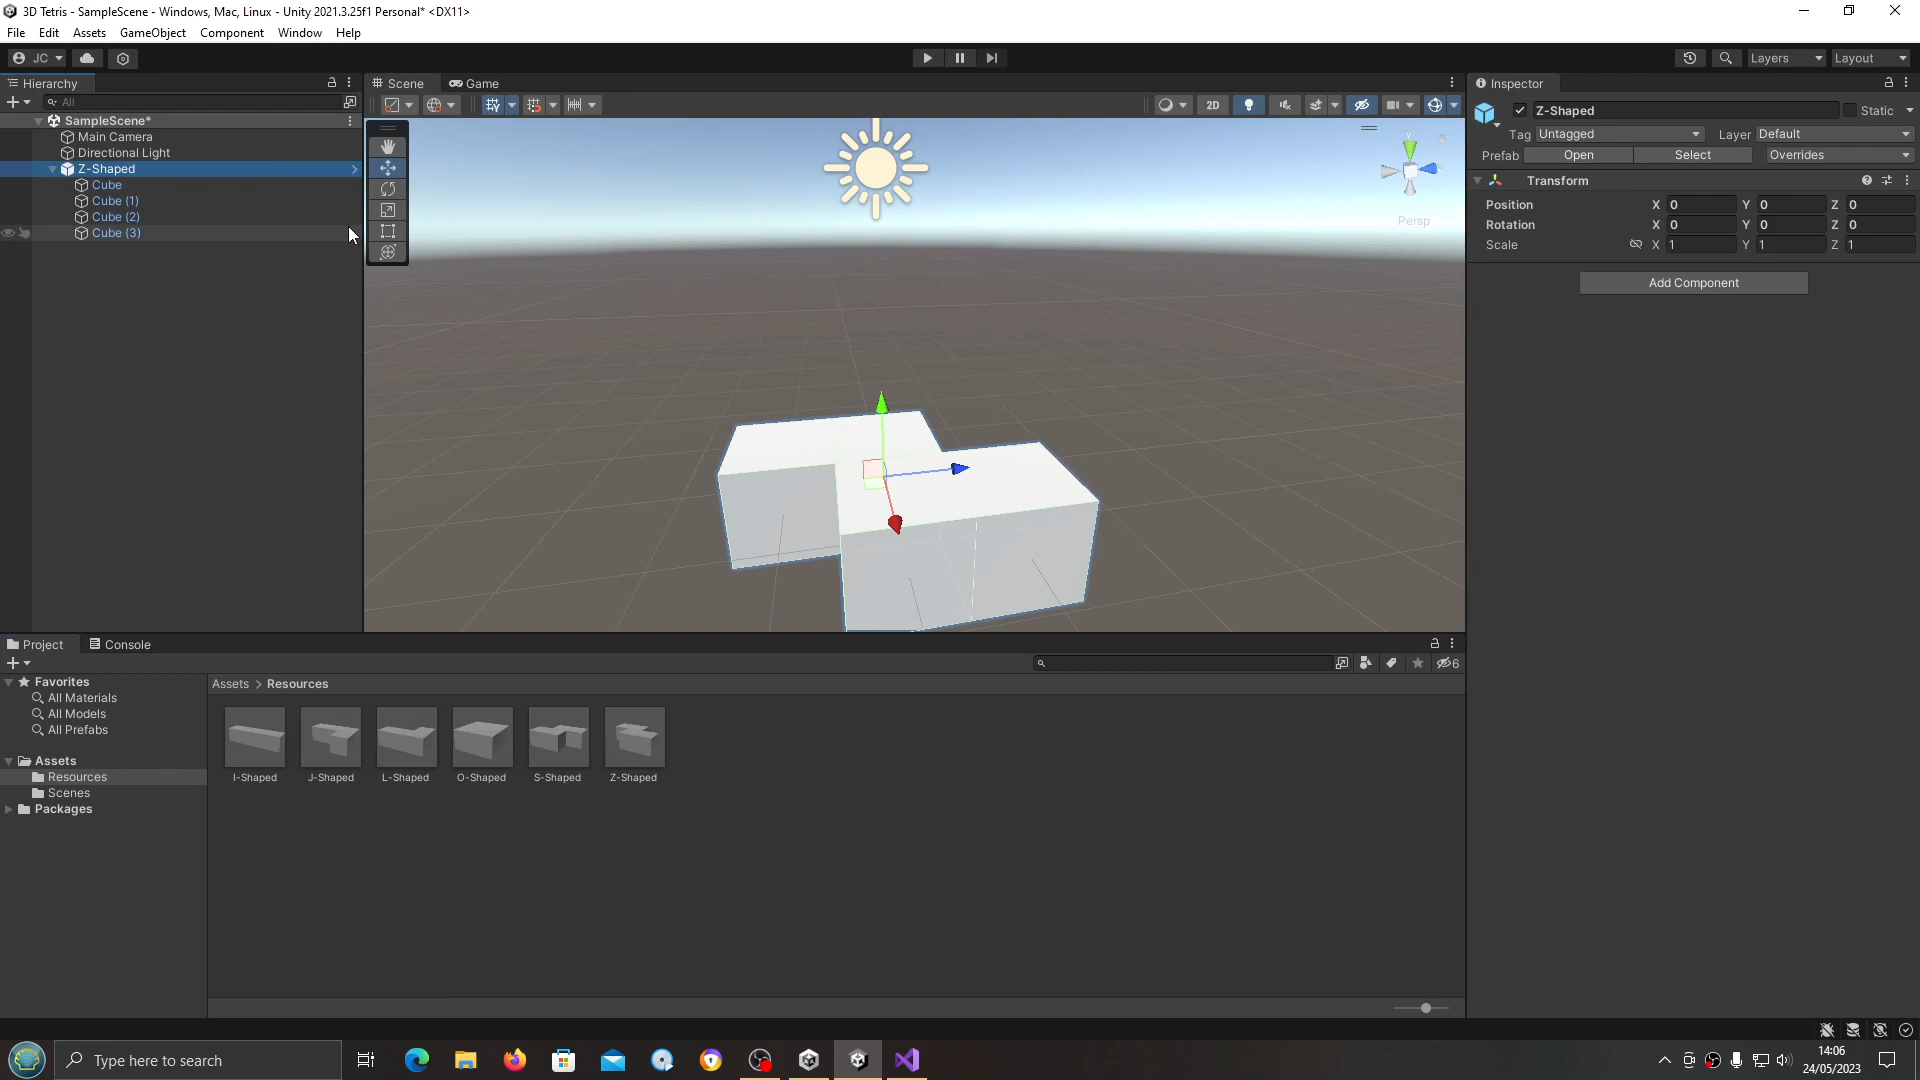 3D Tetris - SampleScene - Windows, Mac, Linux - Unity 2021.3.25f1 Personal* <DX11>
File Edit Assets GameObject Component Window Help
JC Layers Layout
Hierarchy Scene Game Inspector
All
2D
SampleScene*
Main Camera
Directional Light
Z-Shaped
Cube
Cube (1)
Cube (2)
Cube (3)
y
Persp
Z-Shaped Static
Tag Untagged Layer Default
Prefab Open Select Overrides
Transform
Position X 0 Y 0 Z 0
Rotation X 0 Y 0 Z 0
Scale X 1 Y 1 Z 1
Add Component
Project Console
6
Favorites
All Materials
All Models
All Prefabs
Assets
Resources
Scenes
Packages
Assets > Resources
I-Shaped J-Shaped L-Shaped O-Shaped S-Shaped Z-Shaped
Type here to search
14:06
24/05/2023